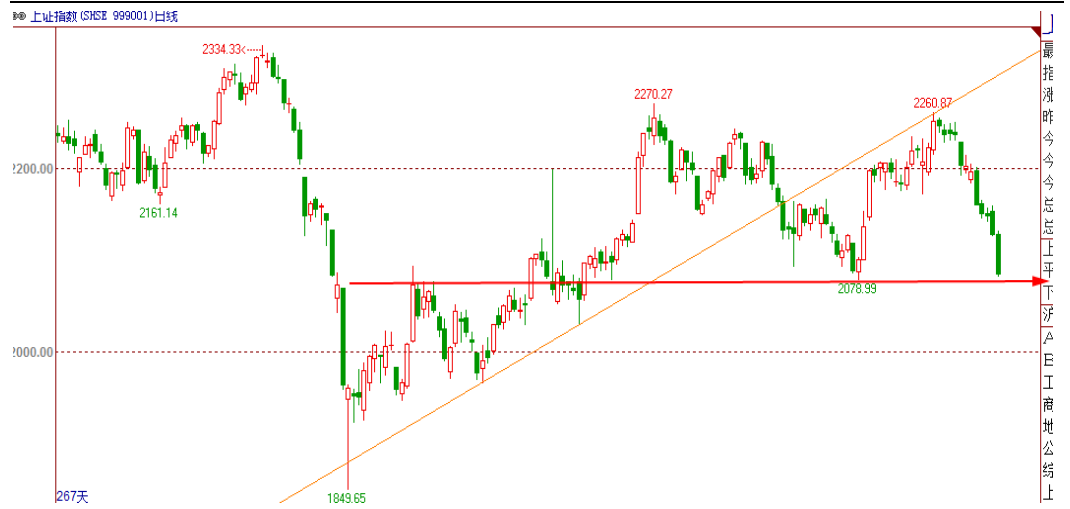 上证指数(SHSE 999001)日线
2334.33
2270.27
2260.87
2200.00
2161.14
2078.99
2000.00
1849.65
267天
最
指
涨
昨
今
今
今
总
总
上
平
下
沪
A
B
工
商
地
公
综
上